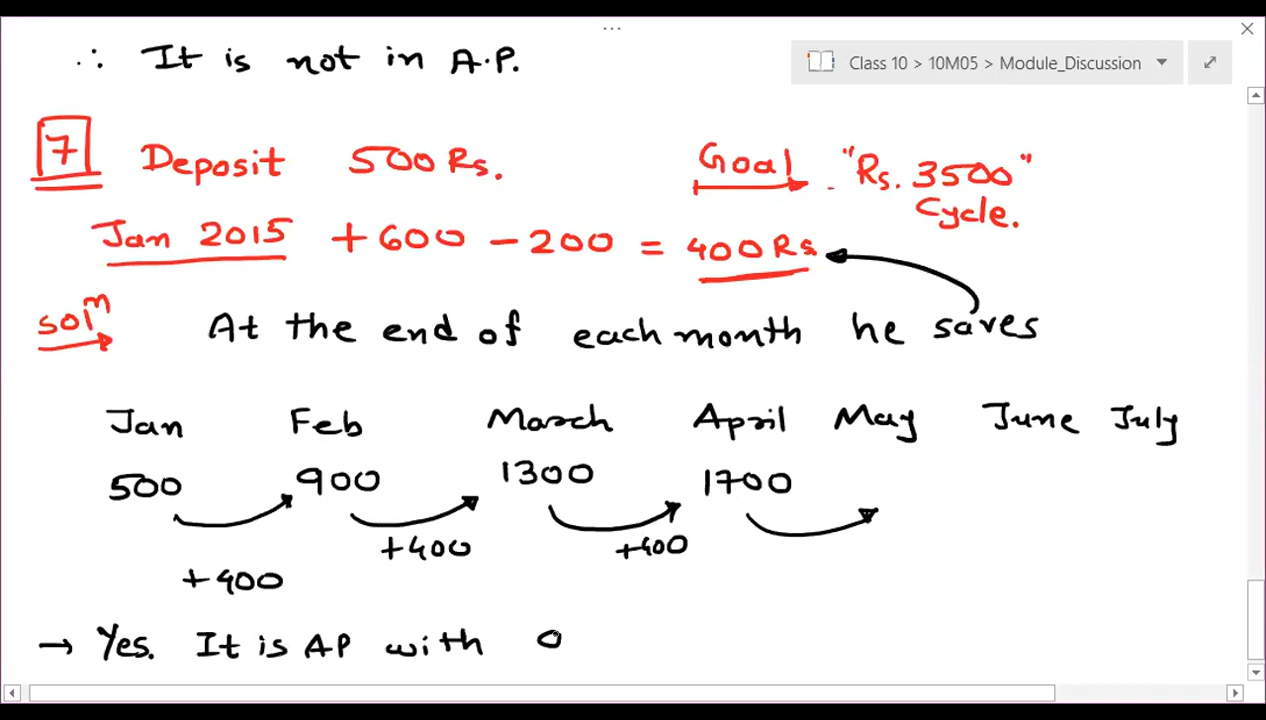 ∴ It is not in A.P.
Class 10 > 10M05 > Module_Discussion
7 Deposit 500 Rs. Goal "Rs. 3500" Cycle.
Jan 2015 +600 - 200 = 400 Rs
Solⁿ At the end of each month he saves
Jan Feb March April May June July
500 900 1300 1700
+400 +400 +400
→ Yes. It is AP with